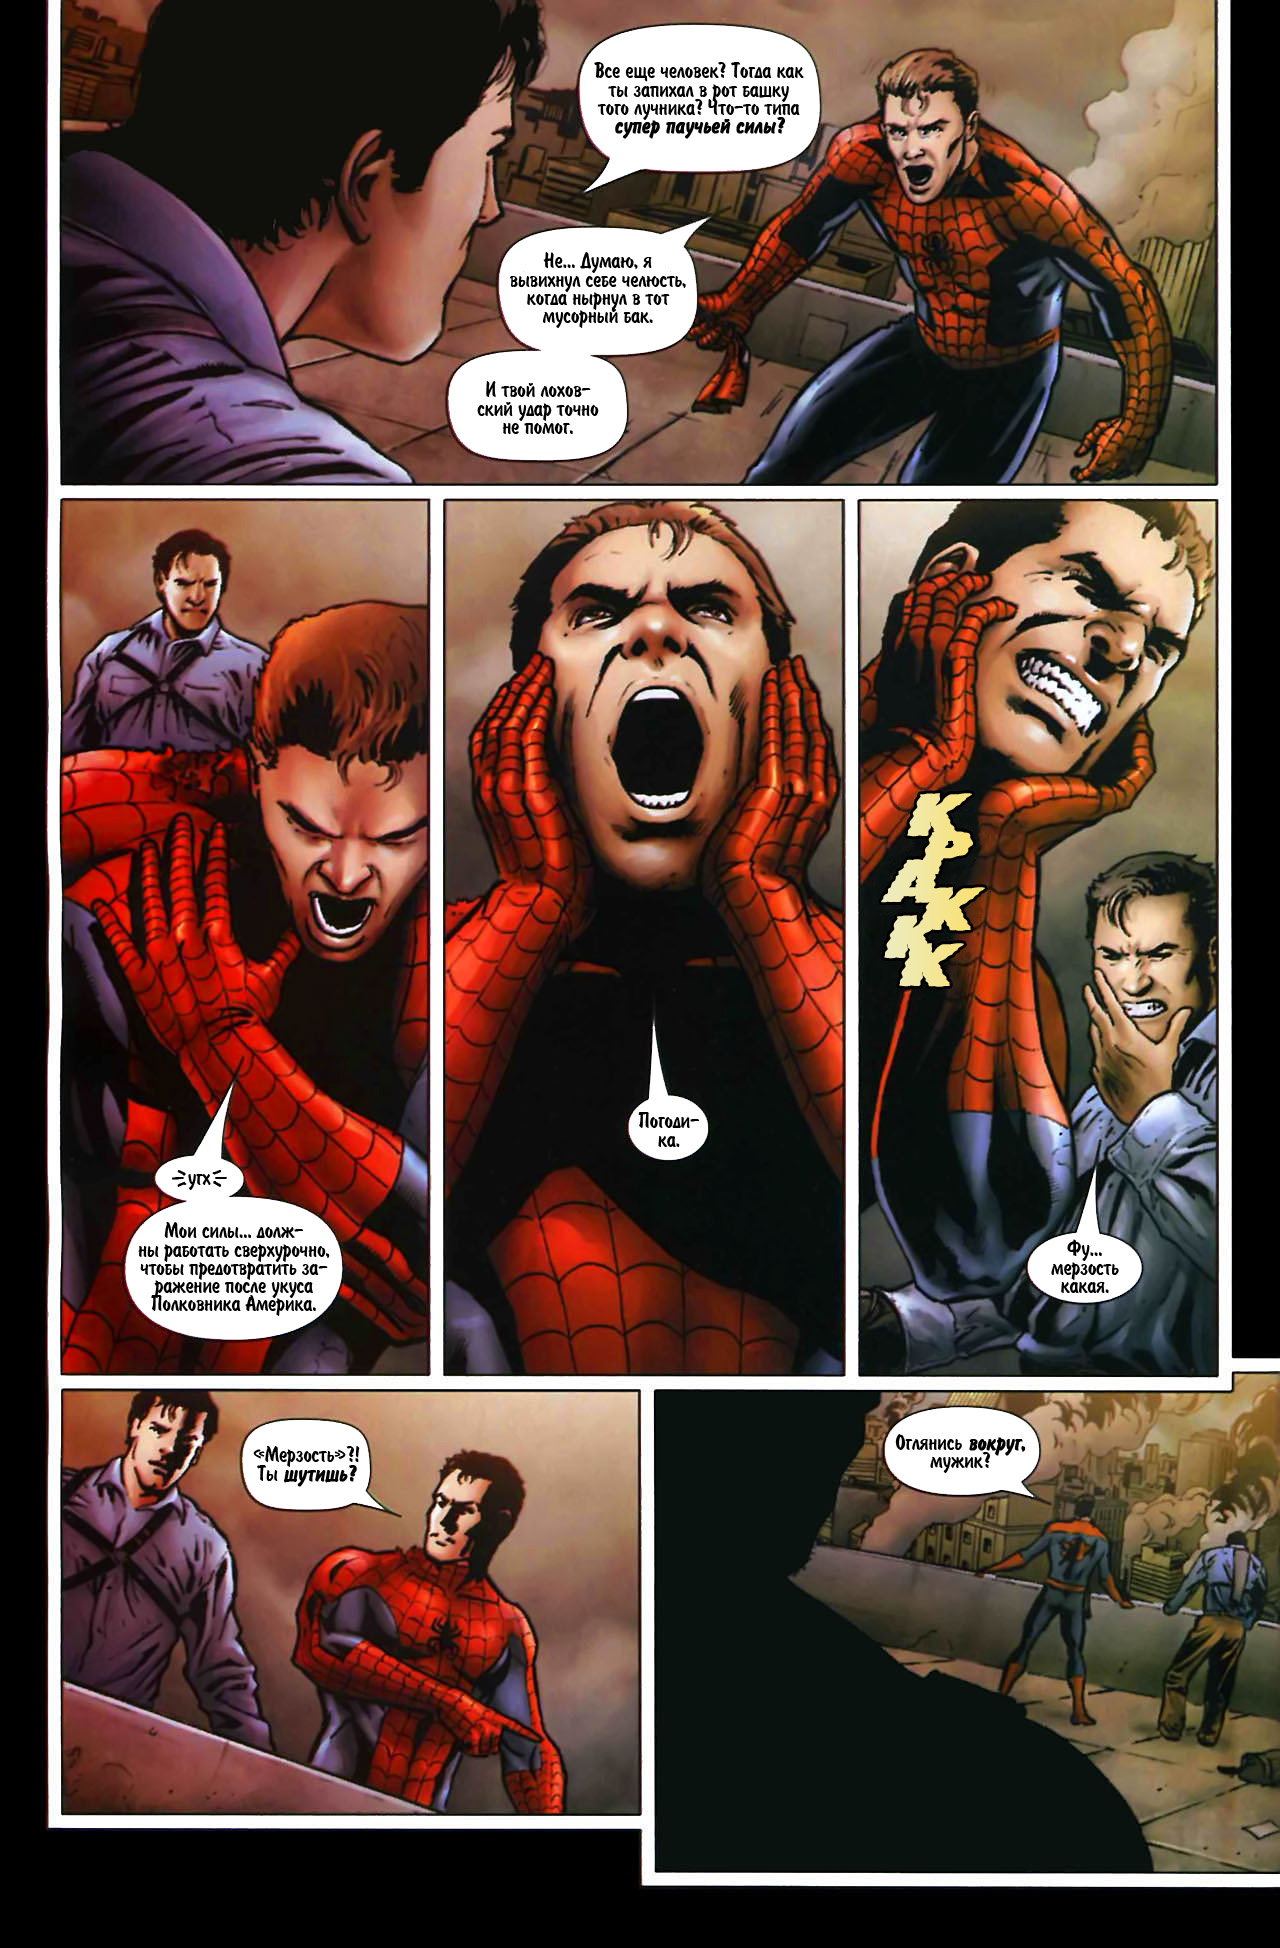 Все еще человек? Тогда как
ты запихал в рот башку
того лучника? Что-то типа
супер паучьей силы?
Не... Думаю, я
вывихнул себе челюсть,
когда нырнул в тот
мусорный бак.
И твой лохов-
ский удар точно
не помог.
угх
Мои силы... долж-
ны работать сверхурочно,
чтобы предотвратить за-
ражение после укуса
Полковника Америка.
Погоди-
ка.
КРАКК
Фу...
мерзость
какая.
«Мерзость»?!
Ты шутишь?
Оглянись вокруг,
мужик?